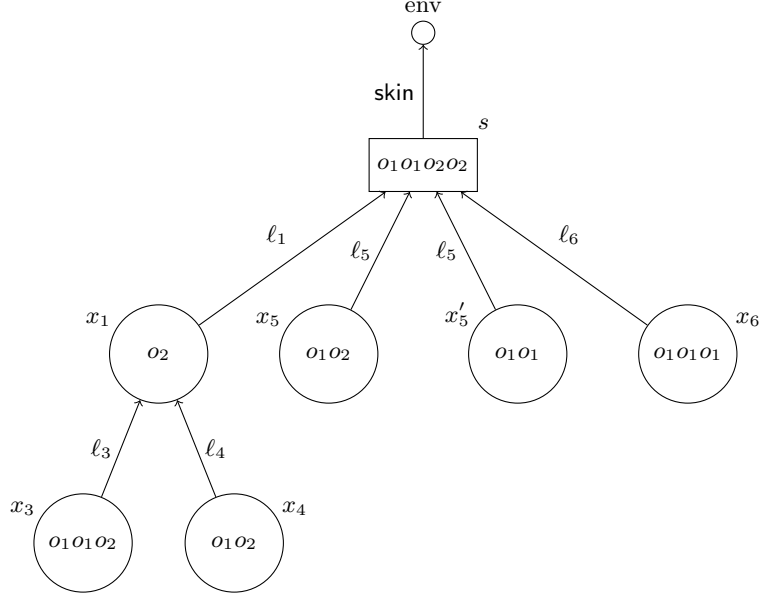 env
skin
s
o₁o₁o₂o₂
ℓ₁ ℓ₅ ℓ₅ ℓ₆
x₁ x₅ x′₅ x₆
o₂ o₁o₂ o₁o₁ o₁o₁o₁
ℓ₃ ℓ₄
x₃ x₄
o₁o₁o₂ o₁o₂